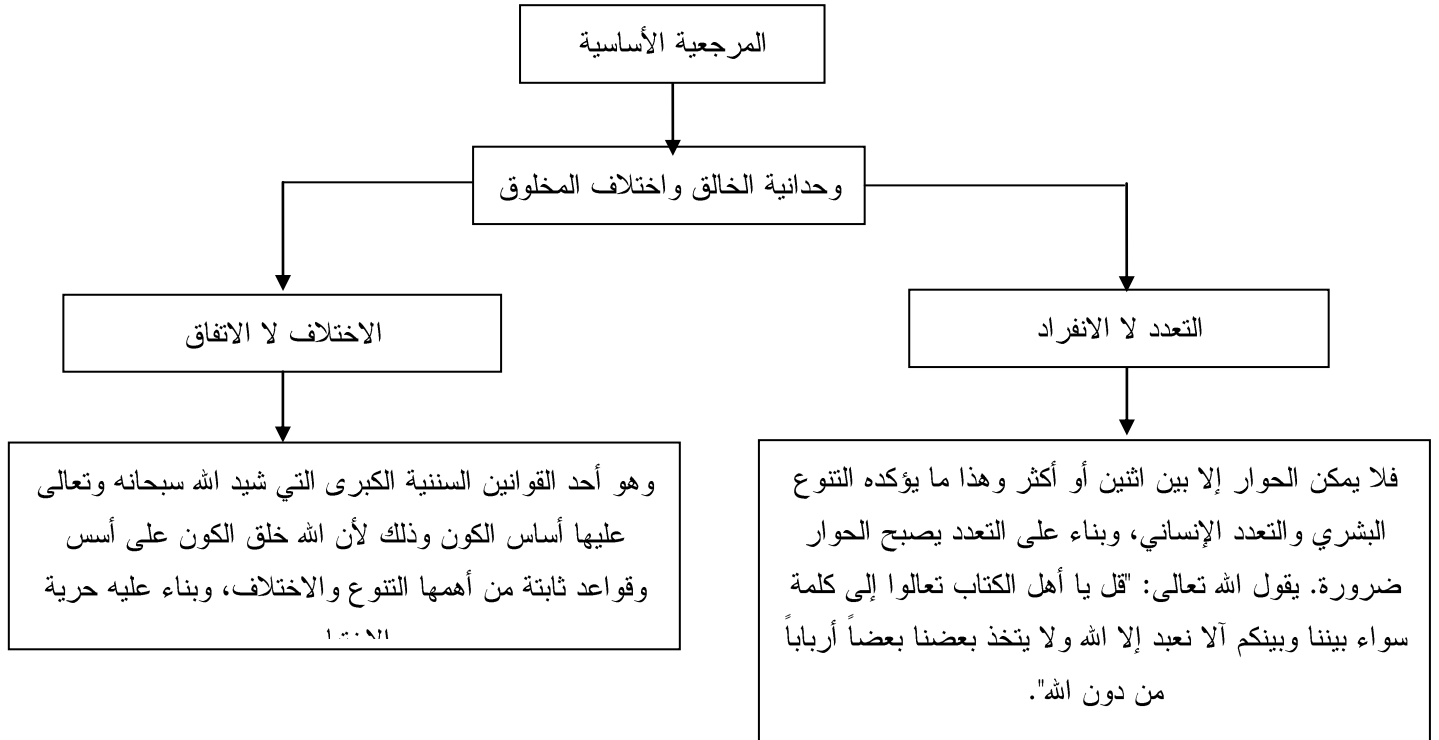 المرجعية الأساسية
وحدانية الخالق واختلاف المخلوق
التعدد لا الانفراد
الاختلاف لا الاتفاق
فلا يمكن الحوار إلا بين اثنين أو أكثر وهذا ما يؤكده التنوع
البشري والتعدد الإنساني، وبناء على التعدد يصبح الحوار
ضرورة. يقول الله تعالى: "قل يا أهل الكتاب تعالوا إلى كلمة
سواء بيننا وبينكم آلا نعبد إلا الله ولا يتخذ بعضنا بعضاً أرباباً
من دون الله".
وهو أحد القوانين السننية الكبرى التي شيد الله سبحانه وتعالى
عليها أساس الكون وذلك لأن الله خلق الكون على أسس
وقواعد ثابتة من أهمها التنوع والاختلاف، وبناء عليه حرية